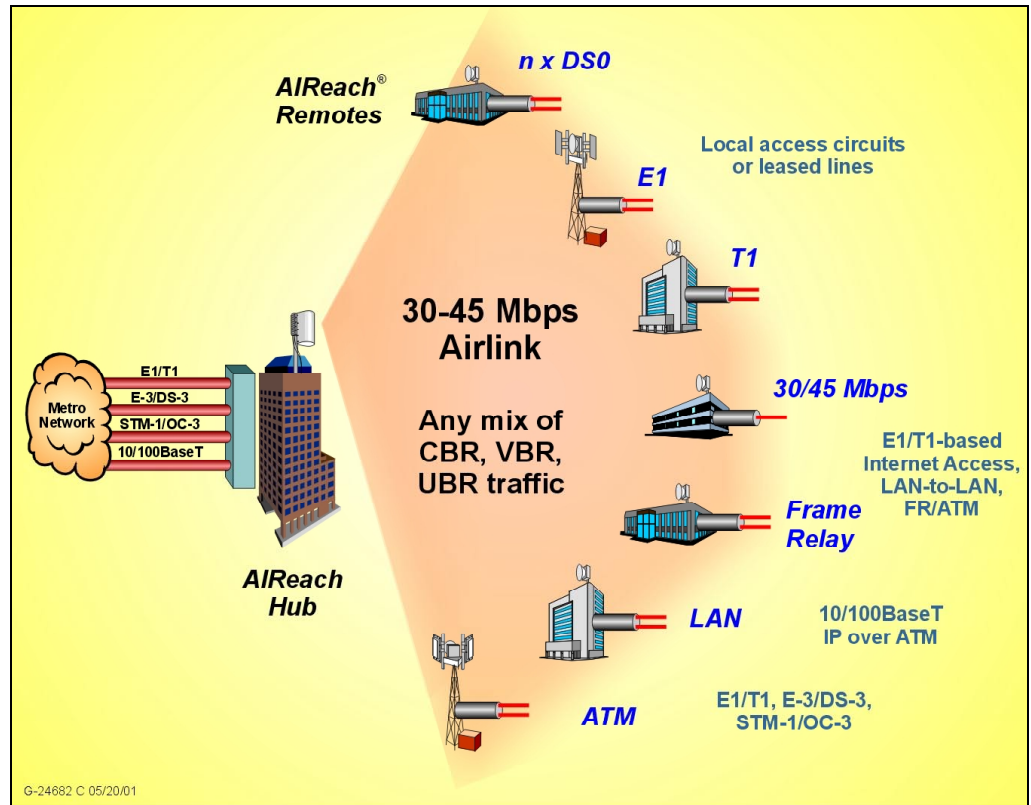 n x DS0
AIReach®
Remotes
Local access circuits
or leased lines
E1
T1
30-45 Mbps
Airlink
Any mix of
CBR, VBR,
UBR traffic
E1/T1
E-3/DS-3
STM-1/OC-3
10/100BaseT
Metro
Network
AIReach
Hub
30/45 Mbps
E1/T1-based
Internet Access,
LAN-to-LAN,
FR/ATM
Frame
Relay
LAN
10/100BaseT
IP over ATM
ATM
E1/T1, E-3/DS-3,
STM-1/OC-3
G-24682 C 05/20/01